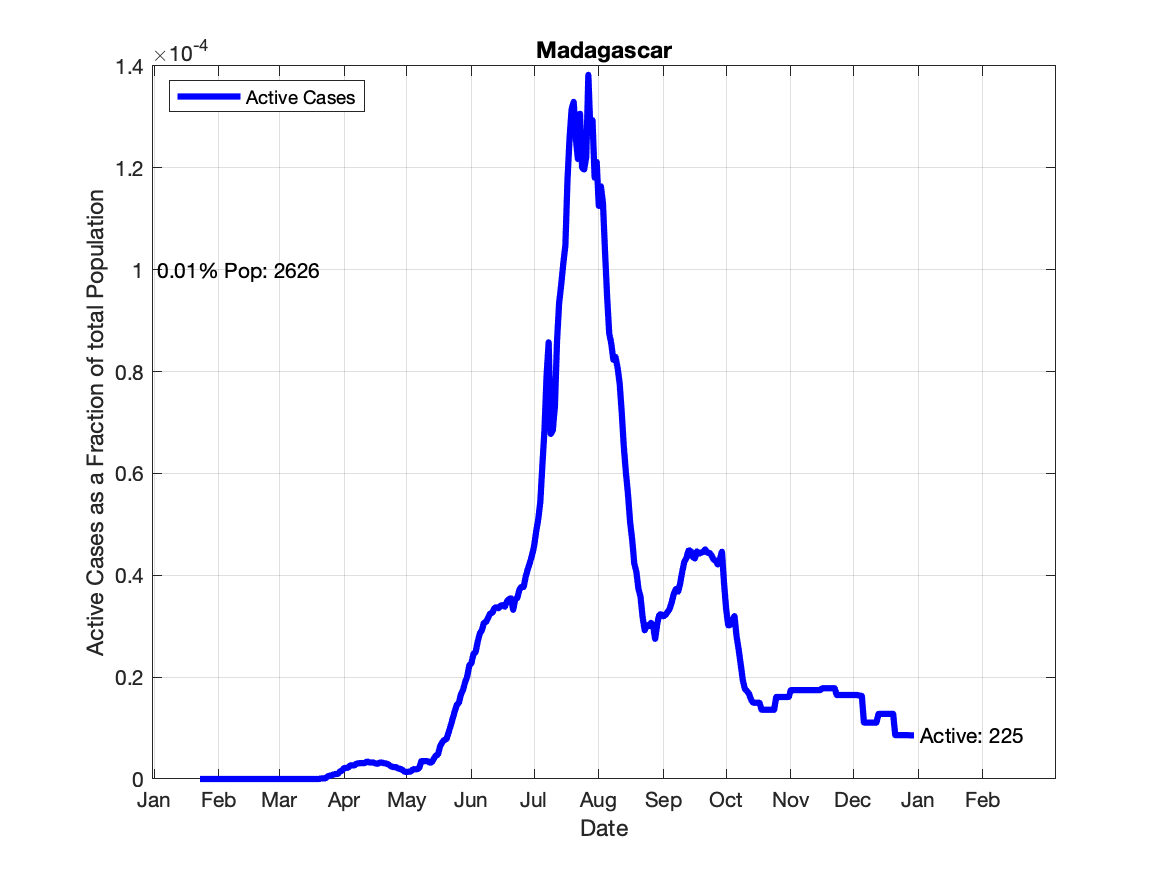 Madagascar
×10-4
1.4
1.2
1
0.8
0.6
0.4
0.2
0
Active Cases
0.01% Pop: 2626
Active: 225
Active Cases as a Fraction of total Population
Jan Feb Mar Apr May Jun Jul Aug Sep Oct Nov Dec Jan Feb
Date